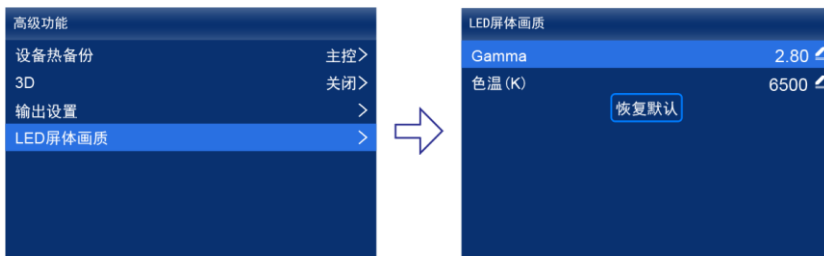 高级功能
设备热备份 主控>
3D 关闭>
输出设置 >
LED屏体画质 >
LED屏体画质
Gamma 2.80
色温(K) 6500
恢复默认